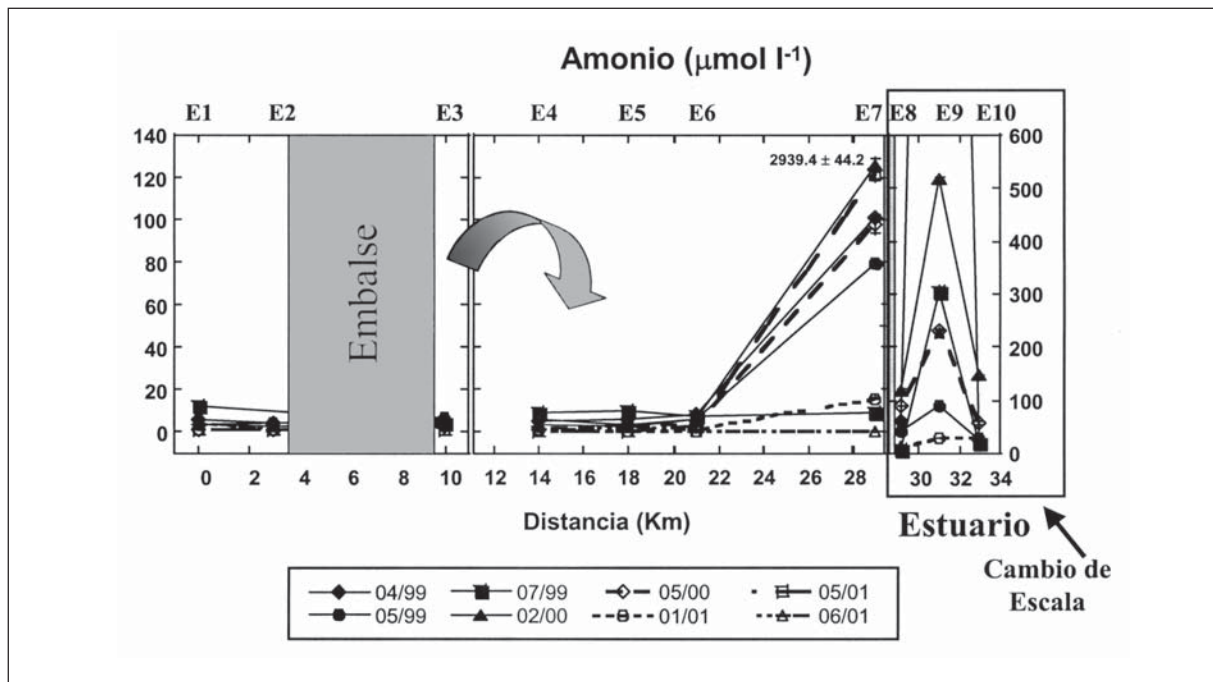 Amonio (μmol l-1)
E1 E2 E3 E4 E5 E6 E7 E8 E9 E10
140
120
100
80
60
40
20
0
Embalse
2939.4 ± 44.2
600
500
400
300
200
100
0
0 2 4 6 8 10 12 14 16 18 20 22 24 26 28 30 32 34
Distancia (Km)
Estuario
Cambio de
Escala
04/99 07/99 05/00 05/01
05/99 02/00 01/01 06/01